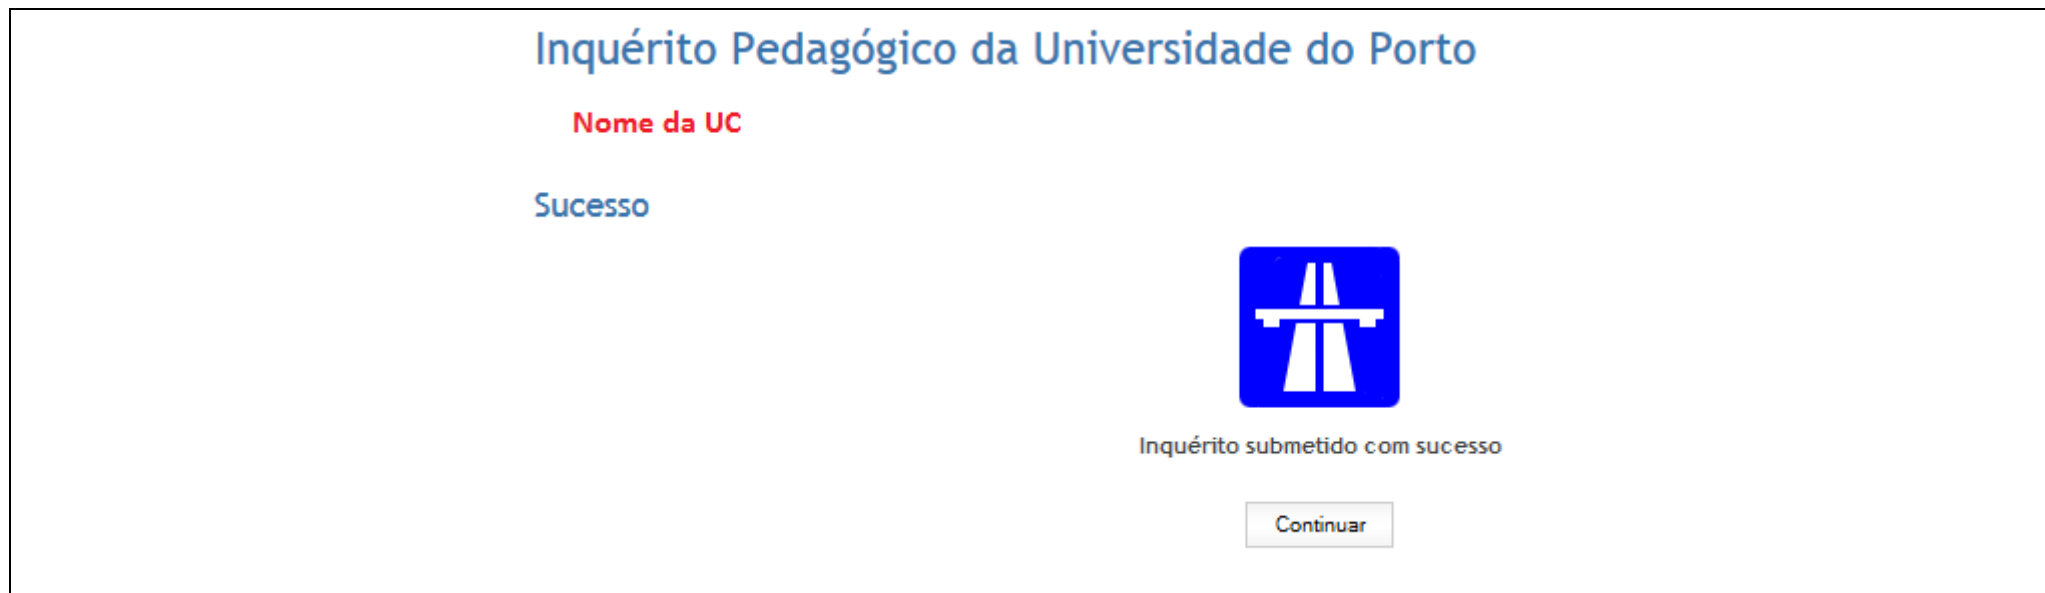 Inquérito Pedagógico da Universidade do Porto
Nome da UC
Sucesso
Inquérito submetido com sucesso
Continuar